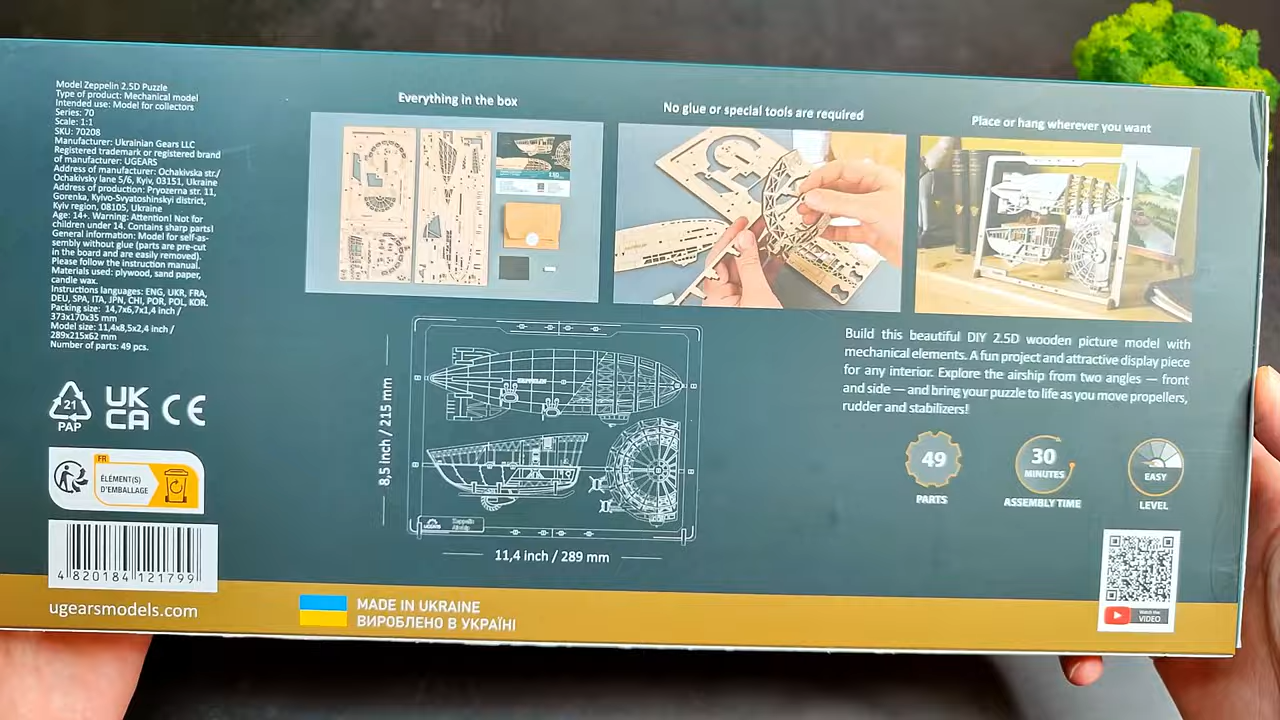 Model Zeppelin 2.5D Puzzle
Type of product: Mechanical model
Intended use: Model for collectors
Series: 70
Scale: 1:1
SKU: 70208
Manufacturer: Ukrainian Gears LLC
Registered trademark or registered brand
of manufacturer: UGEARS
Address of manufacturer: Ochakivska str./
Ochakivsky lane 5/6, Kyiv, 03151, Ukraine
Address of production: Pryozerna str. 11,
Gorenka, Kyivo-Svyatoshinskyi district,
Kyiv region, 08105, Ukraine
Age: 14+. Warning: Attention! Not for
children under 14. Contains sharp parts!
General information: Model for self-as-
sembly without glue (parts are pre-cut
in the board and are easily removed).
Please follow the instruction manual.
Materials used: plywood, sand paper,
candle wax.
Instructions languages: ENG, UKR, FRA,
DEU, SPA, ITA, JPN, CHI, POR, POL, KOR.
Packing size: 14,7x6,7x1,4 inch /
373x170x35 mm
Model size: 11,4x8,5x2,4 inch /
289x215x62 mm
Number of parts: 49 pcs.
21
PAP
UK
CA
CE
FR
ÉLÉMENT(S)
D'EMBALLAGE
4 820184 121799
ugearsmodels.com
Everything in the box
No glue or special tools are required
Place or hang wherever you want
8,5 inch / 215 mm
ZEPPELIN
UGEARS
Zeppelin
Airship
11,4 inch / 289 mm
Build this beautiful DIY 2.5D wooden picture model with
mechanical elements. A fun project and attractive display piece
for any interior. Explore the airship from two angles — front
and side — and bring your puzzle to life as you move propellers,
rudder and stabilizers!
49
PARTS
30
MINUTES
ASSEMBLY TIME
EASY
LEVEL
Watch the
VIDEO
MADE IN UKRAINE
ВИРОБЛЕНО В УКРАЇНІ